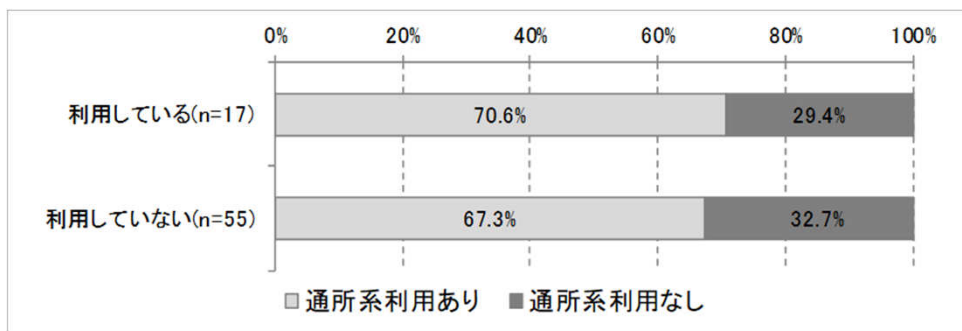 0% 20% 40% 60% 80% 100%
利用している(n=17) 70.6% 29.4%
利用していない(n=55) 67.3% 32.7%
通所系利用あり 通所系利用なし